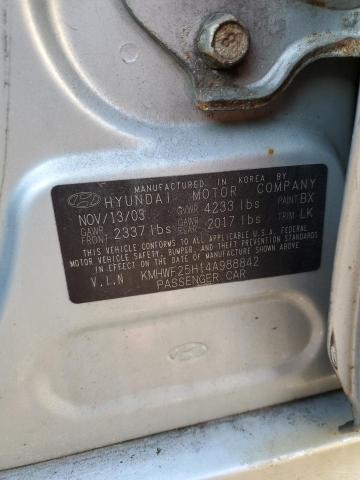 MANUFACTURED IN KOREA BY
HYUNDAI MOTOR COMPANY
NOV/13/03 GVWR 4233 lbs PAINT BX
GAWR FRONT 2337 lbs GAWR REAR 2017 lbs TRIM LK
THIS VEHICLE CONFORMS TO ALL APPLICABLE U.S.A. FEDERAL
MOTOR VEHICLE SAFETY, BUMPER, AND THEFT PREVENTION
STANDARDS IN EFFECT ON THE DATE OF MANUFACTURE SHOWN ABOVE.
V.I.N KMHWF25H14A988842
PASSENGER CAR